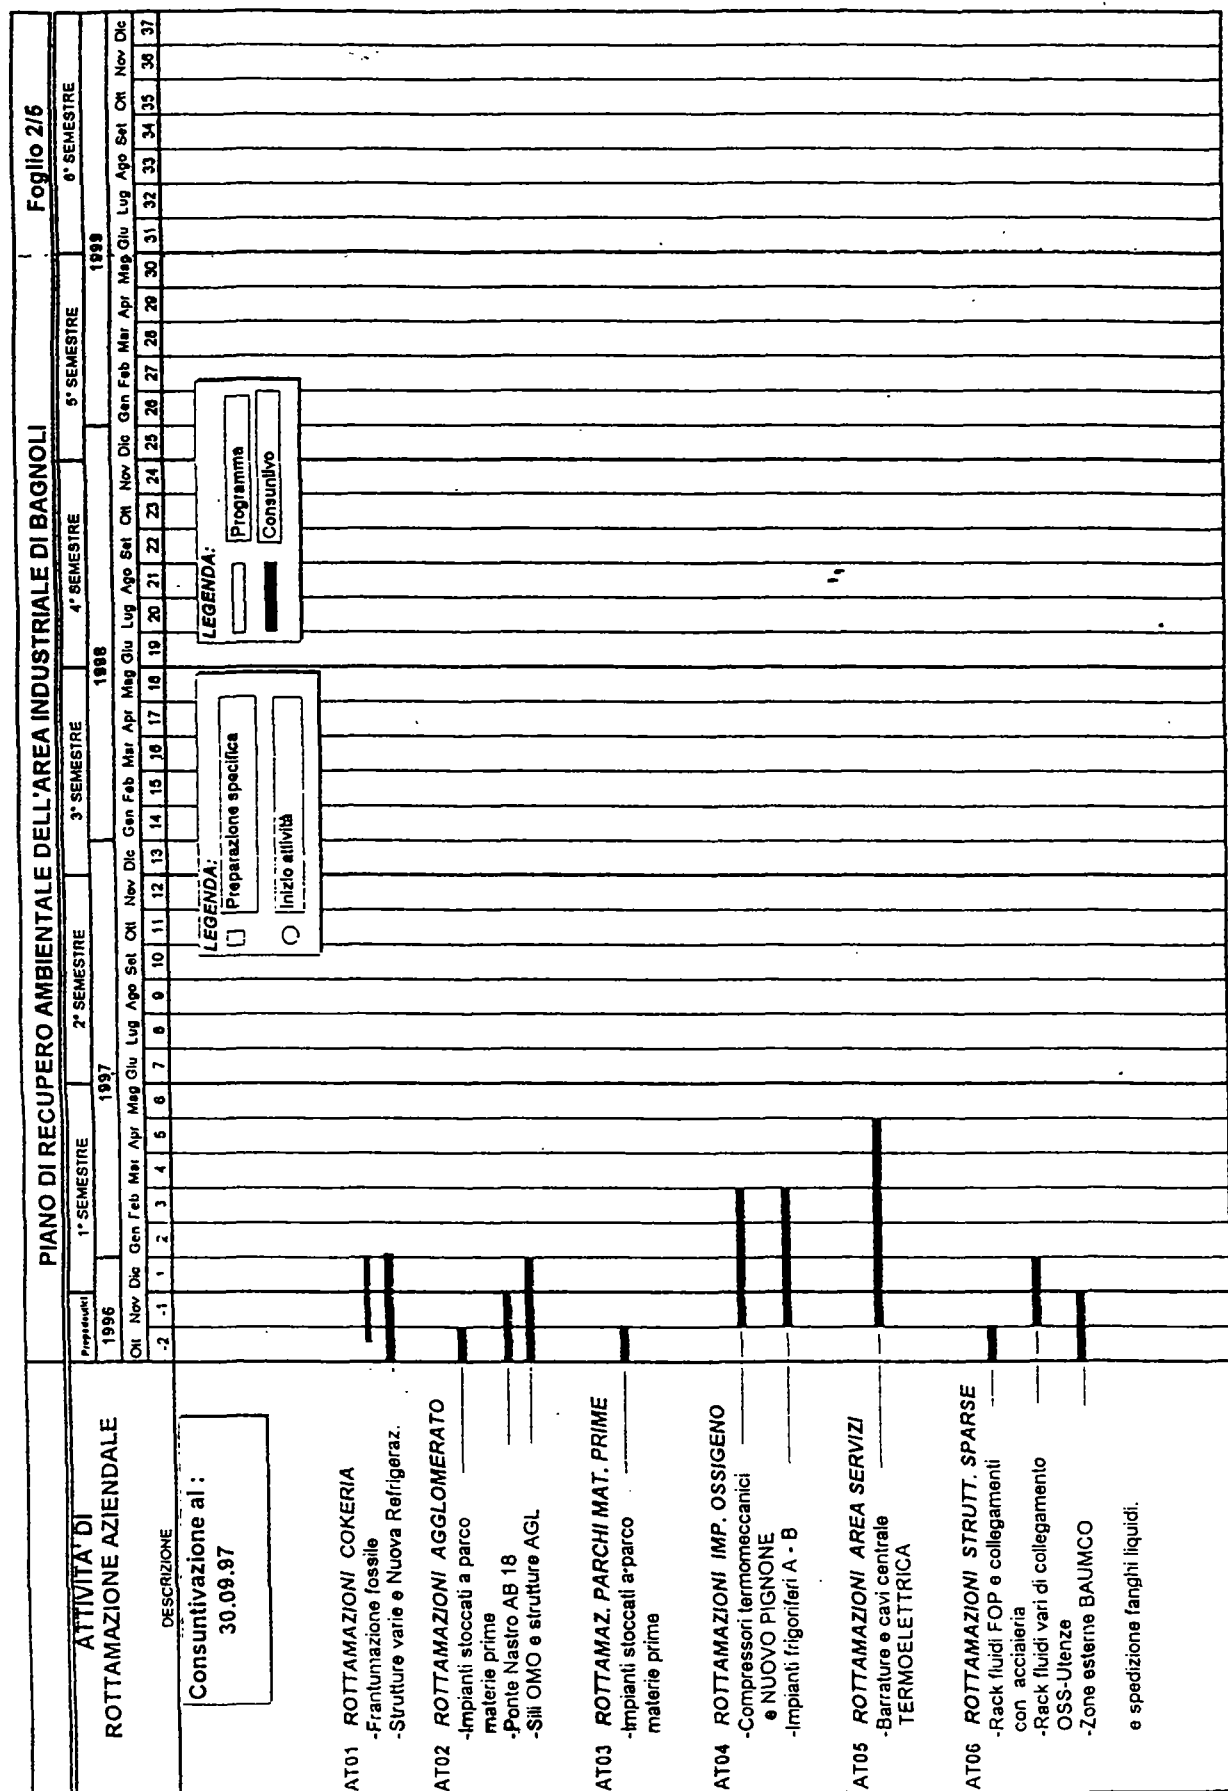 PIANO DI RECUPERO AMBIENTALE DELL'AREA INDUSTRIALE DI BAGNOLI
Foglio 2/5
ATTIVITA' DI
ROTTAMAZIONE AZIENDALE
DESCRIZIONE
Propedeutici 1° SEMESTRE 2° SEMESTRE 3° SEMESTRE 4° SEMESTRE 5° SEMESTRE 6° SEMESTRE
1996 1997 1998 1999
Ott Nov Dic Gen Feb Mar Apr Mag Giu Lug Ago Set Ott Nov Dic Gen Feb Mar Apr Mag Giu Lug Ago Set Ott Nov Dic Gen Feb Mar Apr Mag Giu Lug Ago Set Ott Nov Dic
-2 -1 1 2 3 4 5 6 7 8 9 10 11 12 13 14 15 16 17 18 19 20 21 22 23 24 25 26 27 28 29 30 31 32 33 34 35 36 37
Consuntivazione al :
30.09.97
LEGENDA:
Preparazione specifica
Inizio attività
LEGENDA:
Programma
Consuntivo
AT01 ROTTAMAZIONI COKERIA
-Frantumazione fossile
-Strutture varie e Nuova Refrigeraz.
AT02 ROTTAMAZIONI AGGLOMERATO
-Impianti stoccati a parco
materie prime
-Ponte Nastro AB 18
-Sili OMO e strutture AGL
AT03 ROTTAMAZ. PARCHI MAT. PRIME
-Impianti stoccati a parco
materie prime
AT04 ROTTAMAZIONI IMP. OSSIGENO
-Compressori termomeccanici
e NUOVO PIGNONE
-Impianti frigoriferi A - B
AT05 ROTTAMAZIONI AREA SERVIZI
-Barrature e cavi centrale
TERMOELETTRICA
AT06 ROTTAMAZIONI STRUTT. SPARSE
-Rack fluidi FOP e collegamenti
con acciaieria
-Rack fluidi vari di collegamento
OSS-Utenze
-Zone esterne BAUMCO
e spedizione fanghi liquidi.